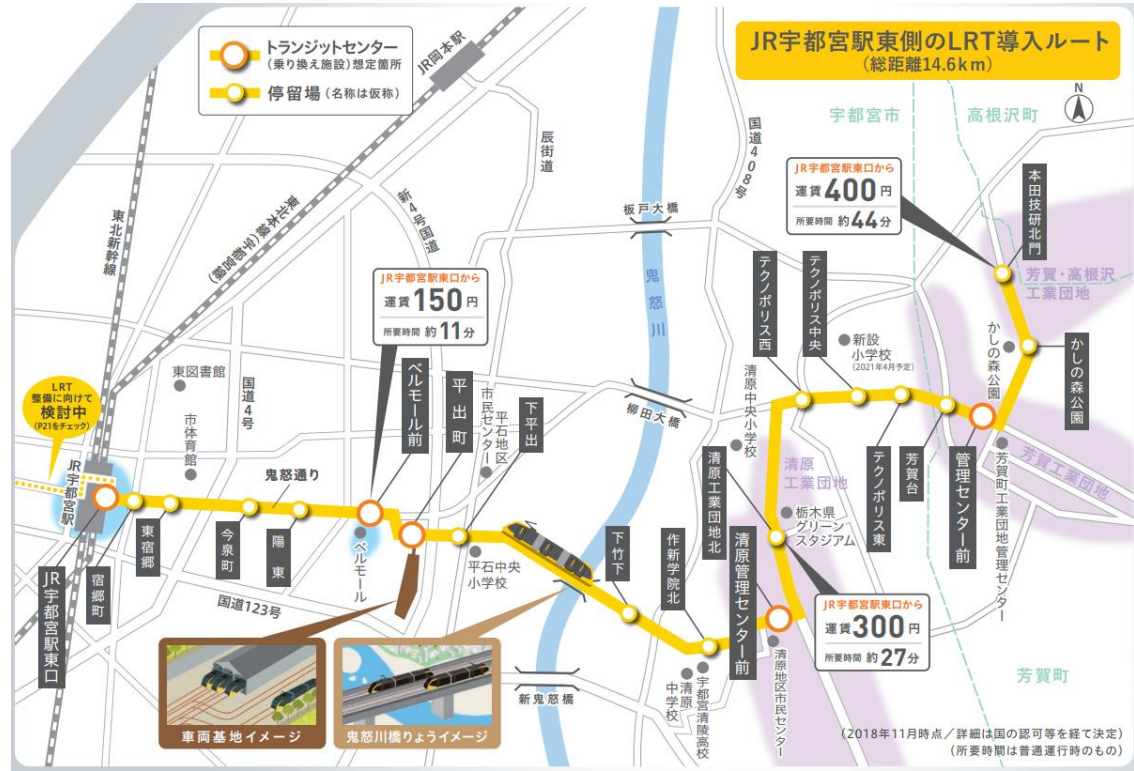 トランジットセンター
(乗り換え施設)想定箇所
停留場(名称は仮称)
JR宇都宮駅東側のLRT導入ルート
(総距離14.6km)
N
宇都宮市
高根沢町
JR岡本駅
辰街道
国道408号
新4号国道
東北新幹線
東北本線(宇都宮線)
板戸大橋
鬼怒川
JR宇都宮駅東口から
運賃400円
所要時間 約44分
本田技研北門
芳賀・高根沢
工業団地
JR宇都宮駅東口から
運賃150円
所要時間 約11分
テクノポリス西
テクノポリス中央
新設
小学校
(2021年4月予定)
かしの森公園
かしの森公園
東図書館
国道4号
市体育館
LRT
整備に向けて
検討中
(P21をチェック)
JR宇都宮駅
鬼怒通り
ベルモール前
平出町
平石地区
市民センター
下平出
柳田大橋
清原中央小学校
清原
工業団地
清原工業団地北
栃木県
グリーン
スタジアム
テクノポリス東
芳賀台
管理センター前
芳賀町工業団地管理センター
芳賀工業団地
JR宇都宮駅東口
宿郷町
東宿郷
今泉町
陽東
ベルモール
平石中央
小学校
下竹下
作新学院北
清原管理センター前
国道123号
JR宇都宮駅東口から
運賃300円
所要時間 約27分
車両基地イメージ
鬼怒川橋りょうイメージ
新鬼怒橋
清原
中学校
宇都宮清陵高校
清原地区市民センター
芳賀町
(2018年11月時点/詳細は国の認可等を経て決定)
(所要時間は普通運行時のもの)